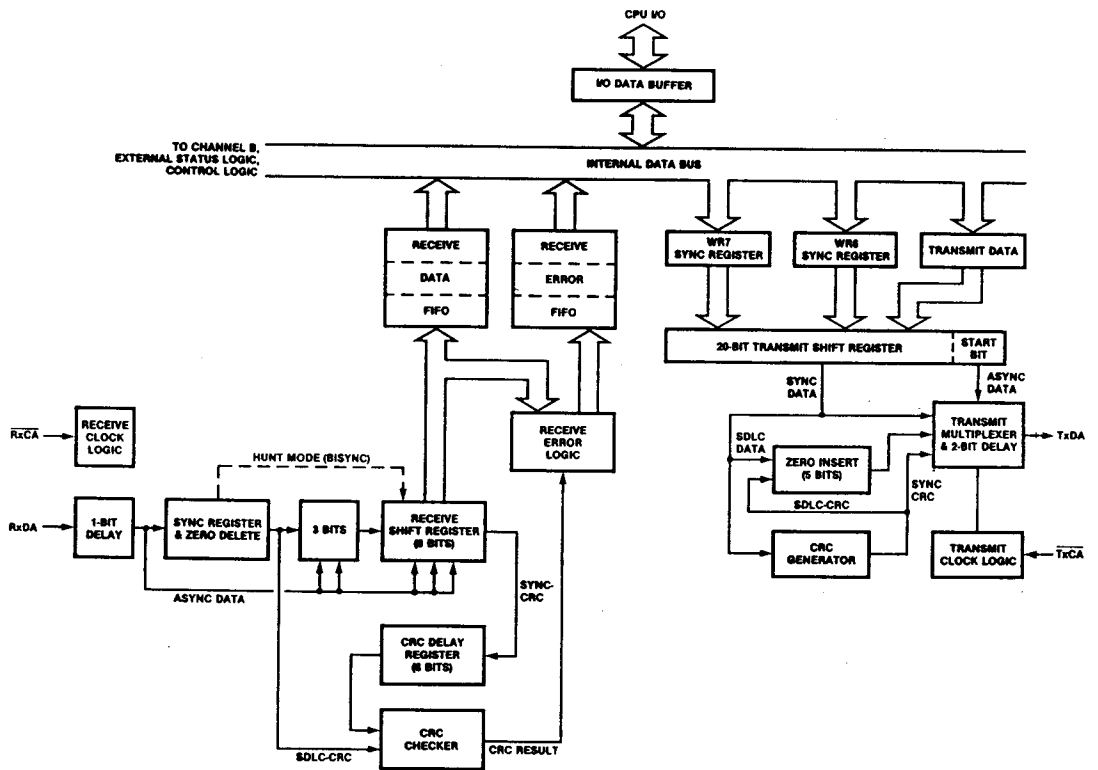 CPU I/O
I/O DATA BUFFER
TO CHANNEL B,
EXTERNAL STATUS LOGIC,
CONTROL LOGIC
INTERNAL DATA BUS
RECEIVE
DATA
FIFO
RECEIVE
ERROR
FIFO
WR7
SYNC REGISTER
WR6
SYNC REGISTER
TRANSMIT DATA
20-BIT TRANSMIT SHIFT REGISTER
START
BIT
SYNC
DATA
ASYNC
DATA
RxCA
RECEIVE
CLOCK
LOGIC
RECEIVE
ERROR
LOGIC
TRANSMIT
MULTIPLEXER
& 2-BIT DELAY
TxDA
HUNT MODE (BISYNC)
SDLC
DATA
ZERO INSERT
(5 BITS)
SYNC
CRC
SDLC-CRC
RxDA
1-BIT
DELAY
SYNC REGISTER
& ZERO DELETE
3 BITS
RECEIVE
SHIFT REGISTER
(8 BITS)
CRC
GENERATOR
TRANSMIT
CLOCK LOGIC
TxCA
ASYNC DATA
SYNC-
CRC
CRC DELAY
REGISTER
(8 BITS)
CRC
CHECKER
SDLC-CRC
CRC RESULT